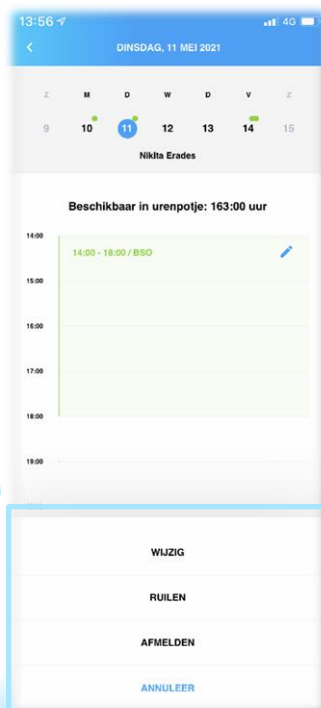 13:56 4G
DINSDAG, 11 MEI 2021
Z M D W D V Z
9 10 11 12 13 14 15
Nikita Erades
Beschikbaar in urenpotje: 163:00 uur
14:00
14:00 - 18:00 / BSO
15:00
16:00
17:00
18:00
19:00
WIJZIG
RUILEN
AFMELDEN
ANNULEER